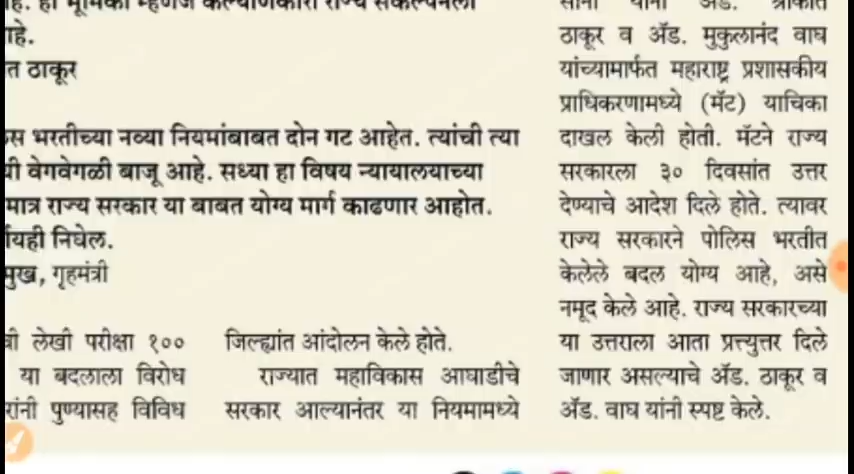 आहे.
त ठाकूर
भरतीच्या नव्या नियमांबाबत दोन गट आहेत. त्यांची त्या
वेगवेगळी बाजू आहे. सध्या हा विषय न्यायालयाच्या
मात्र राज्य सरकार या बाबत योग्य मार्ग काढणार आहोत.
निघेल.
गृहमंत्री
लेखी परीक्षा १००
या बदलाला विरोध
पुण्यासह विविध
जिल्ह्यांत आंदोलन केले होते.
राज्यात महाविकास आघाडीचे
सरकार आल्यानंतर या नियमामध्ये
ठाकूर व ॲड. मुकुलानंद वाघ
यांच्यामार्फत महाराष्ट्र प्रशासकीय
प्राधिकरणामध्ये (मॅट) याचिका
दाखल केली होती. मॅटने राज्य
सरकारला ३० दिवसांत उत्तर
देण्याचे आदेश दिले होते. त्यावर
राज्य सरकारने पोलिस भरतीत
केलेले बदल योग्य आहे, असे
नमूद केले आहे. राज्य सरकारच्या
या उत्तराला आता प्रत्त्युत्तर दिले
जाणार असल्याचे ॲड. ठाकूर व
ॲड. वाघ यांनी स्पष्ट केले.